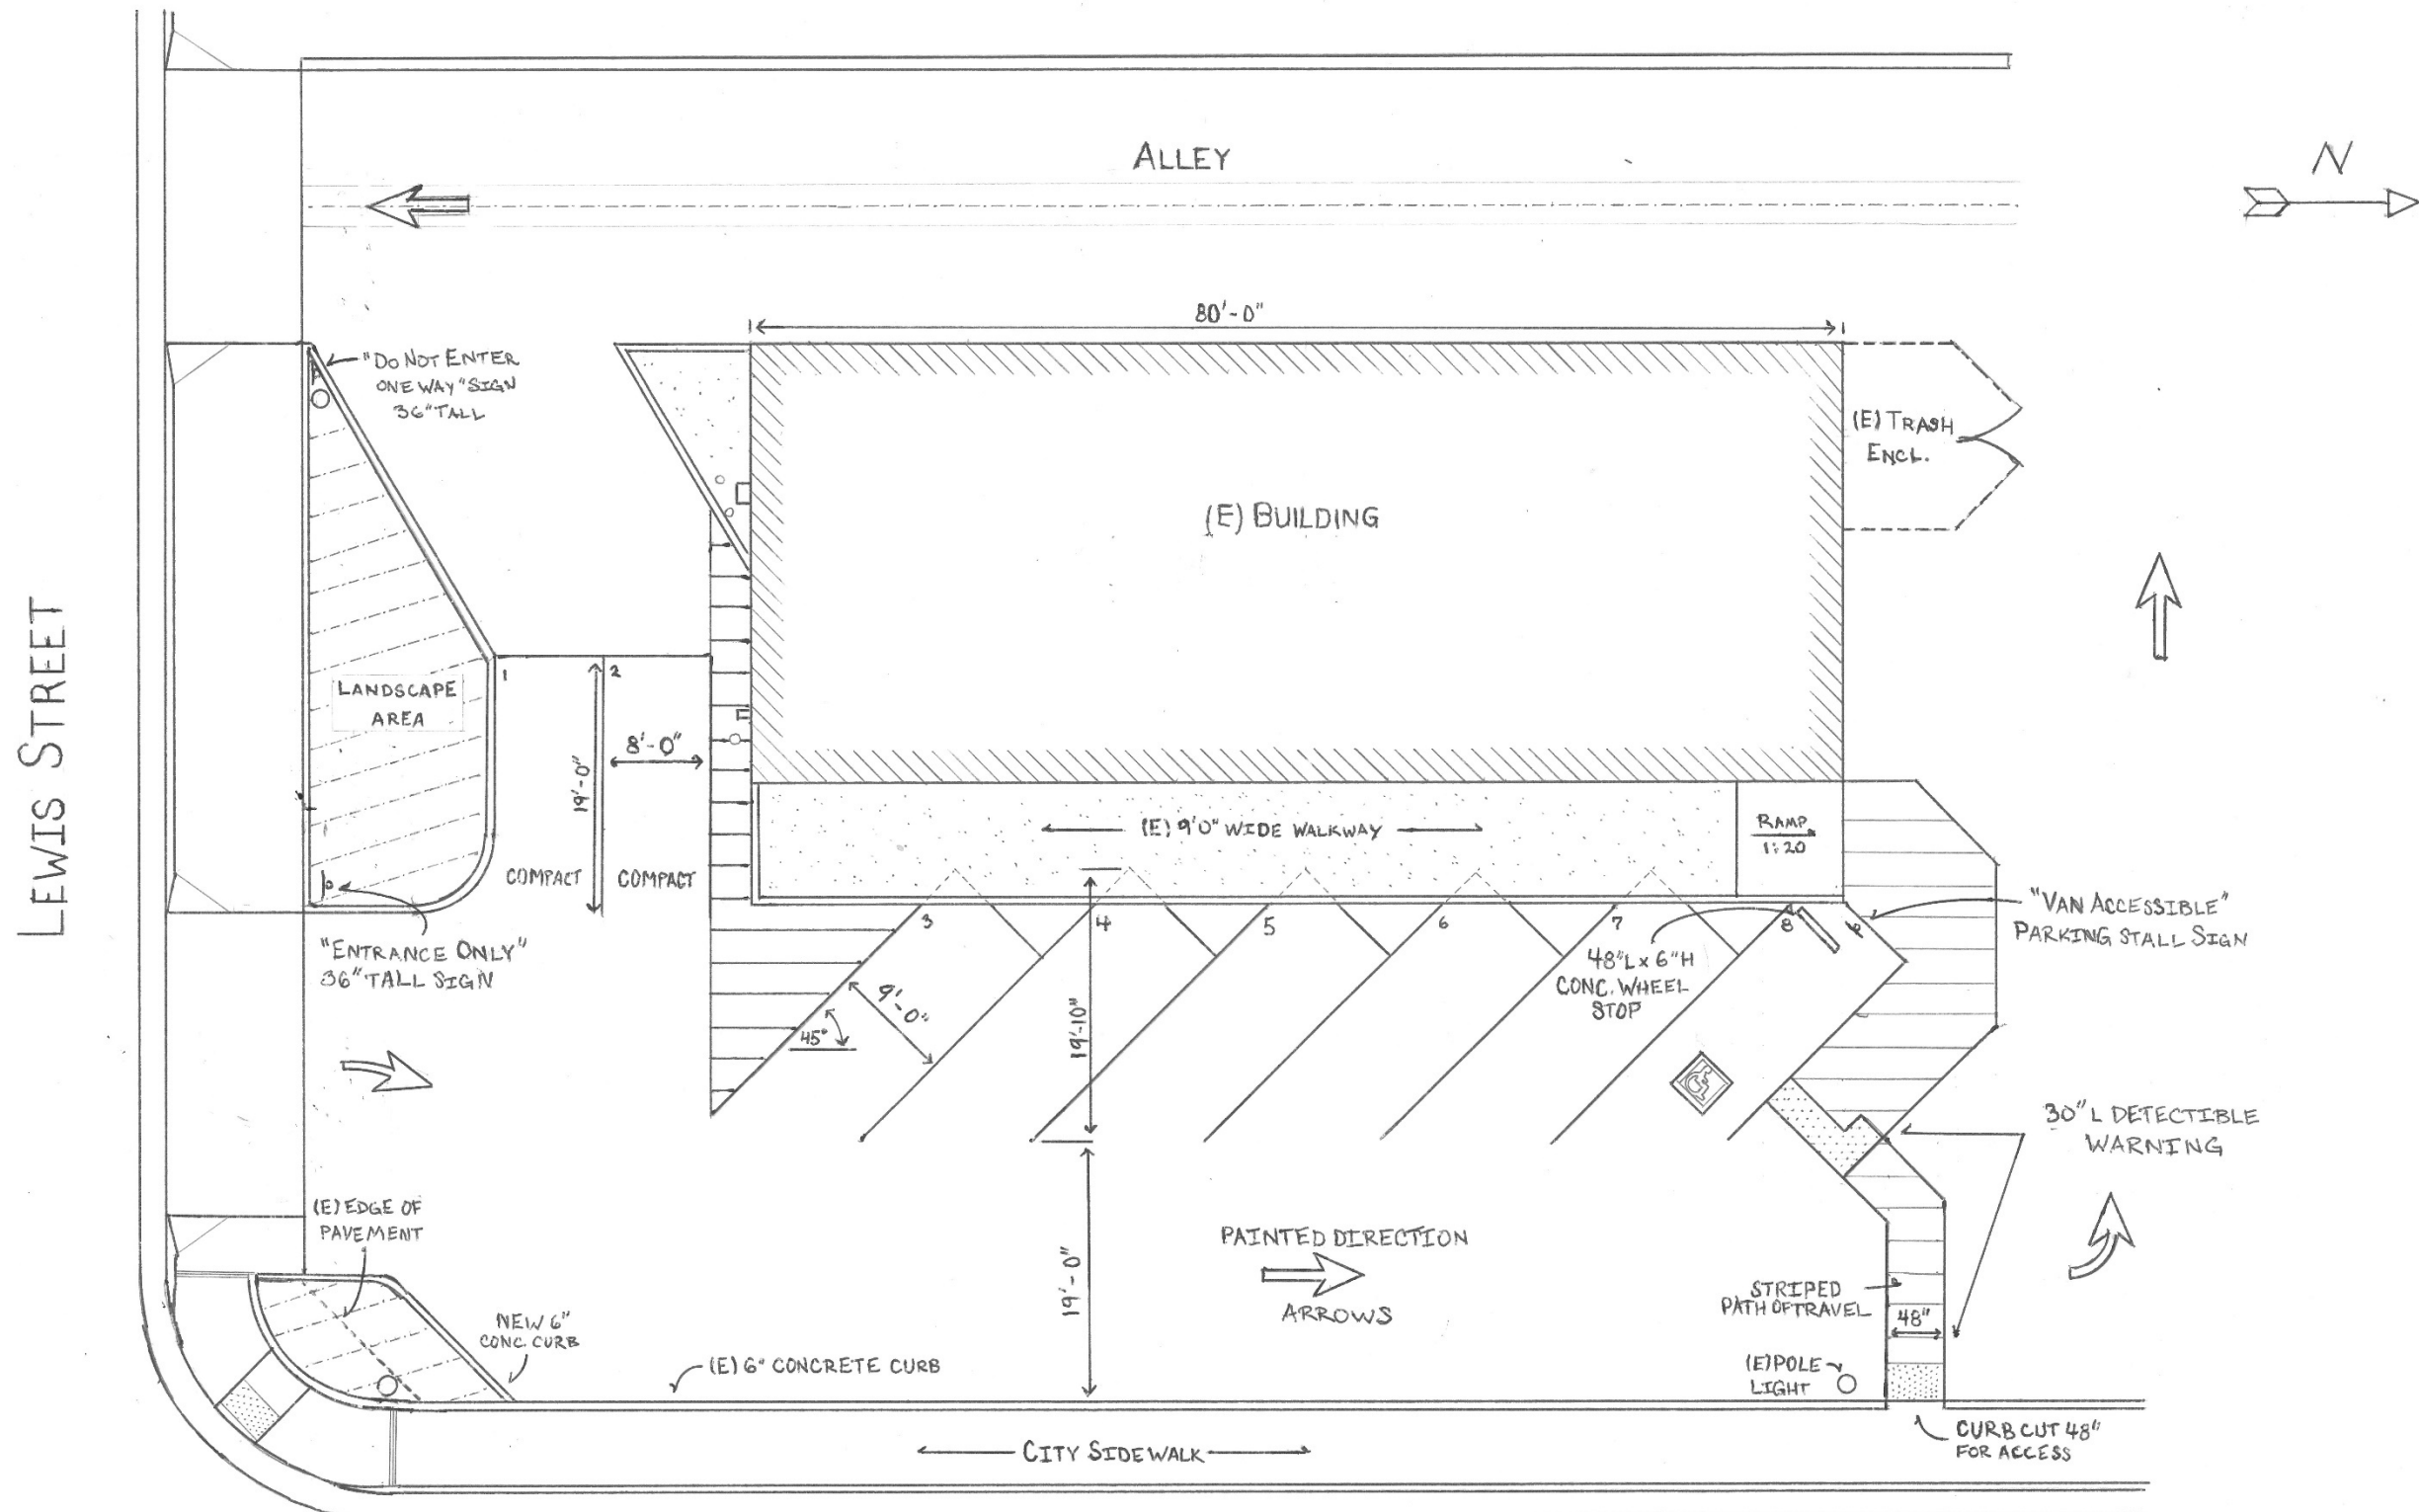 ALLEY
N
80'-0"
"DO NOT ENTER
ONE WAY" SIGN
36" TALL
(E) TRASH
ENCL.
(E) BUILDING
LEWIS STREET
LANDSCAPE
AREA
1
2
8'-0"
19'-0"
COMPACT
COMPACT
(E) 9'0" WIDE WALKWAY
RAMP
1:20
"VAN ACCESSIBLE"
PARKING STALL SIGN
"ENTRANCE ONLY"
36" TALL SIGN
3
4
5
6
7
8
48"L x 6"H
CONC. WHEEL
STOP
9'-0"
45°
19'-10"
30" L DETECTIBLE
WARNING
(E) EDGE OF
PAVEMENT
PAINTED DIRECTION
ARROWS
19'-0"
STRIPED
PATH OF TRAVEL
48"
NEW 6"
CONC. CURB
(E) 6" CONCRETE CURB
(E) POLE
LIGHT
CURB CUT 48"
FOR ACCESS
CITY SIDEWALK